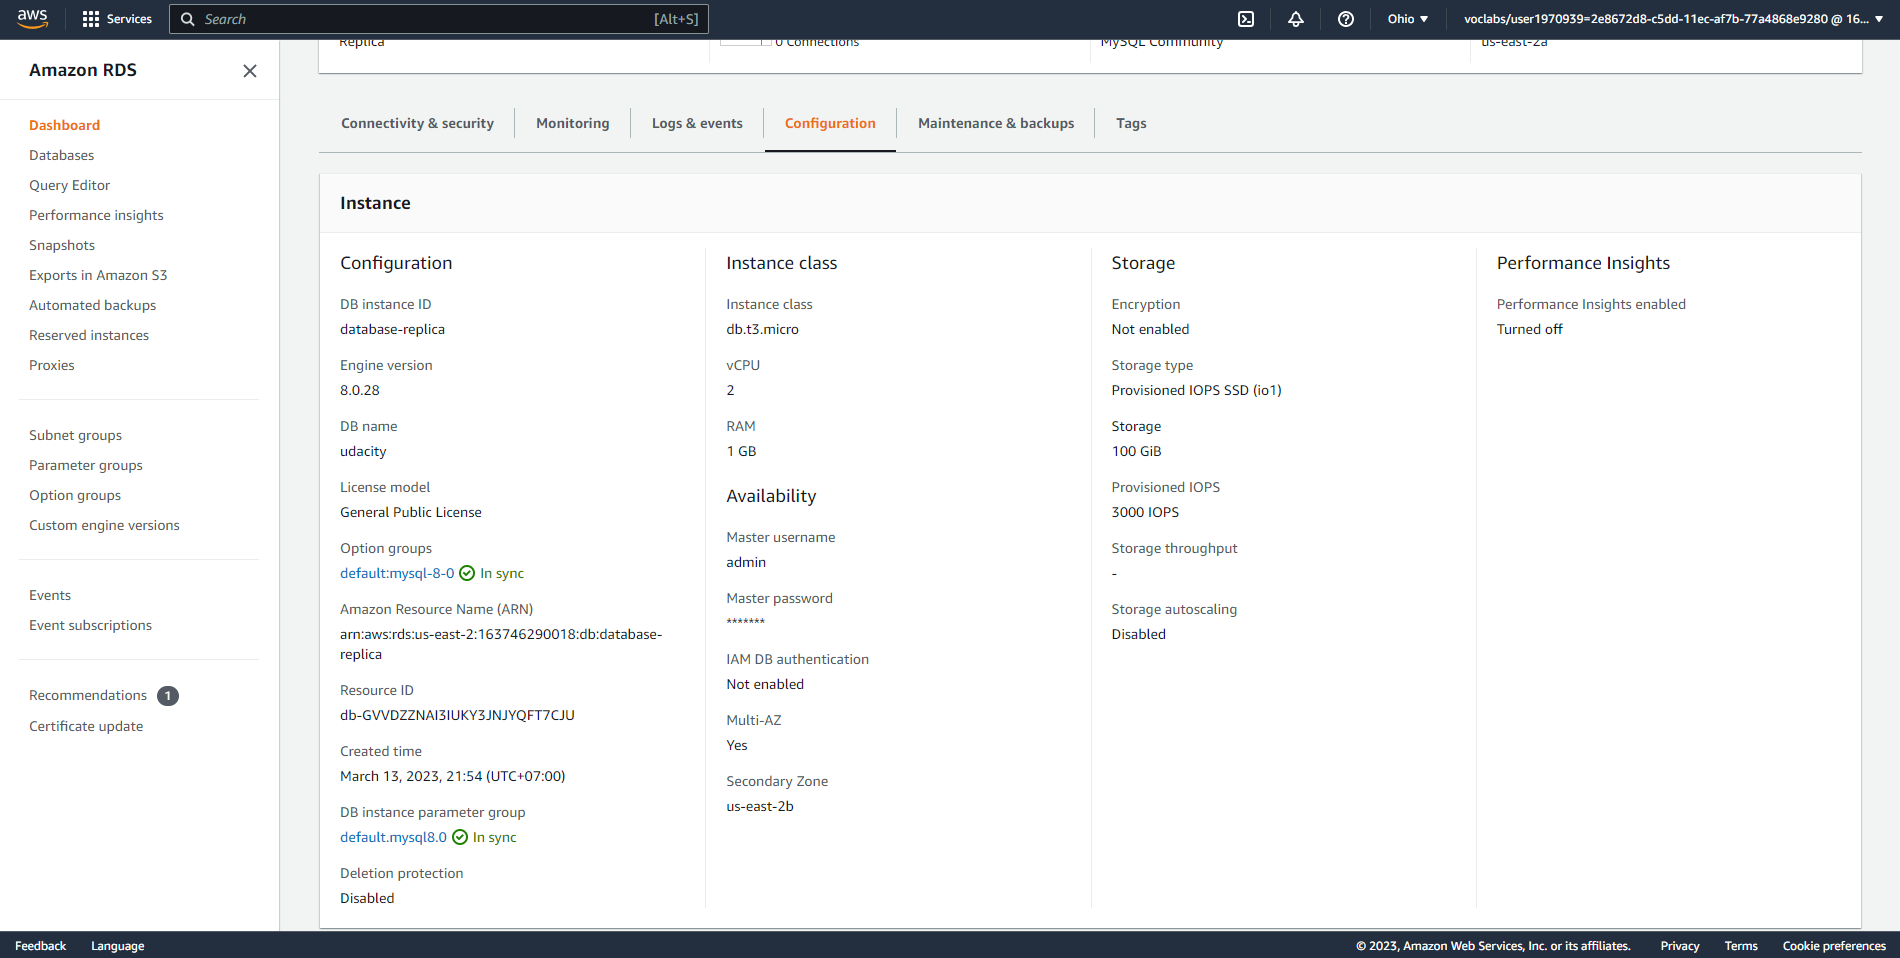 aws
Services
Search
[Alt+S]
Ohio
voclabs/user1970939=2e8672d8-c5dd-11ec-af7b-77a4868e9280 @ 16...
Amazon RDS
Dashboard
Databases
Query Editor
Performance insights
Snapshots
Exports in Amazon S3
Automated backups
Reserved instances
Proxies
Subnet groups
Parameter groups
Option groups
Custom engine versions
Events
Event subscriptions
Recommendations 1
Certificate update
Replica
0 Connections
MySQL Community
us-east-2a
Connectivity & security
Monitoring
Logs & events
Configuration
Maintenance & backups
Tags
Instance
Configuration
DB instance ID
database-replica
Engine version
8.0.28
DB name
udacity
License model
General Public License
Option groups
default:mysql-8-0 In sync
Amazon Resource Name (ARN)
arn:aws:rds:us-east-2:163746290018:db:database-
replica
Resource ID
db-GVVDZZNAI3IUKY3JNJYQFT7CJU
Created time
March 13, 2023, 21:54 (UTC+07:00)
DB instance parameter group
default.mysql8.0 In sync
Deletion protection
Disabled
Instance class
Instance class
db.t3.micro
vCPU
2
RAM
1 GB
Availability
Master username
admin
Master password
*******
IAM DB authentication
Not enabled
Multi-AZ
Yes
Secondary Zone
us-east-2b
Storage
Encryption
Not enabled
Storage type
Provisioned IOPS SSD (io1)
Storage
100 GiB
Provisioned IOPS
3000 IOPS
Storage throughput
-
Storage autoscaling
Disabled
Performance Insights
Performance Insights enabled
Turned off
Feedback
Language
© 2023, Amazon Web Services, Inc. or its affiliates.
Privacy
Terms
Cookie preferences